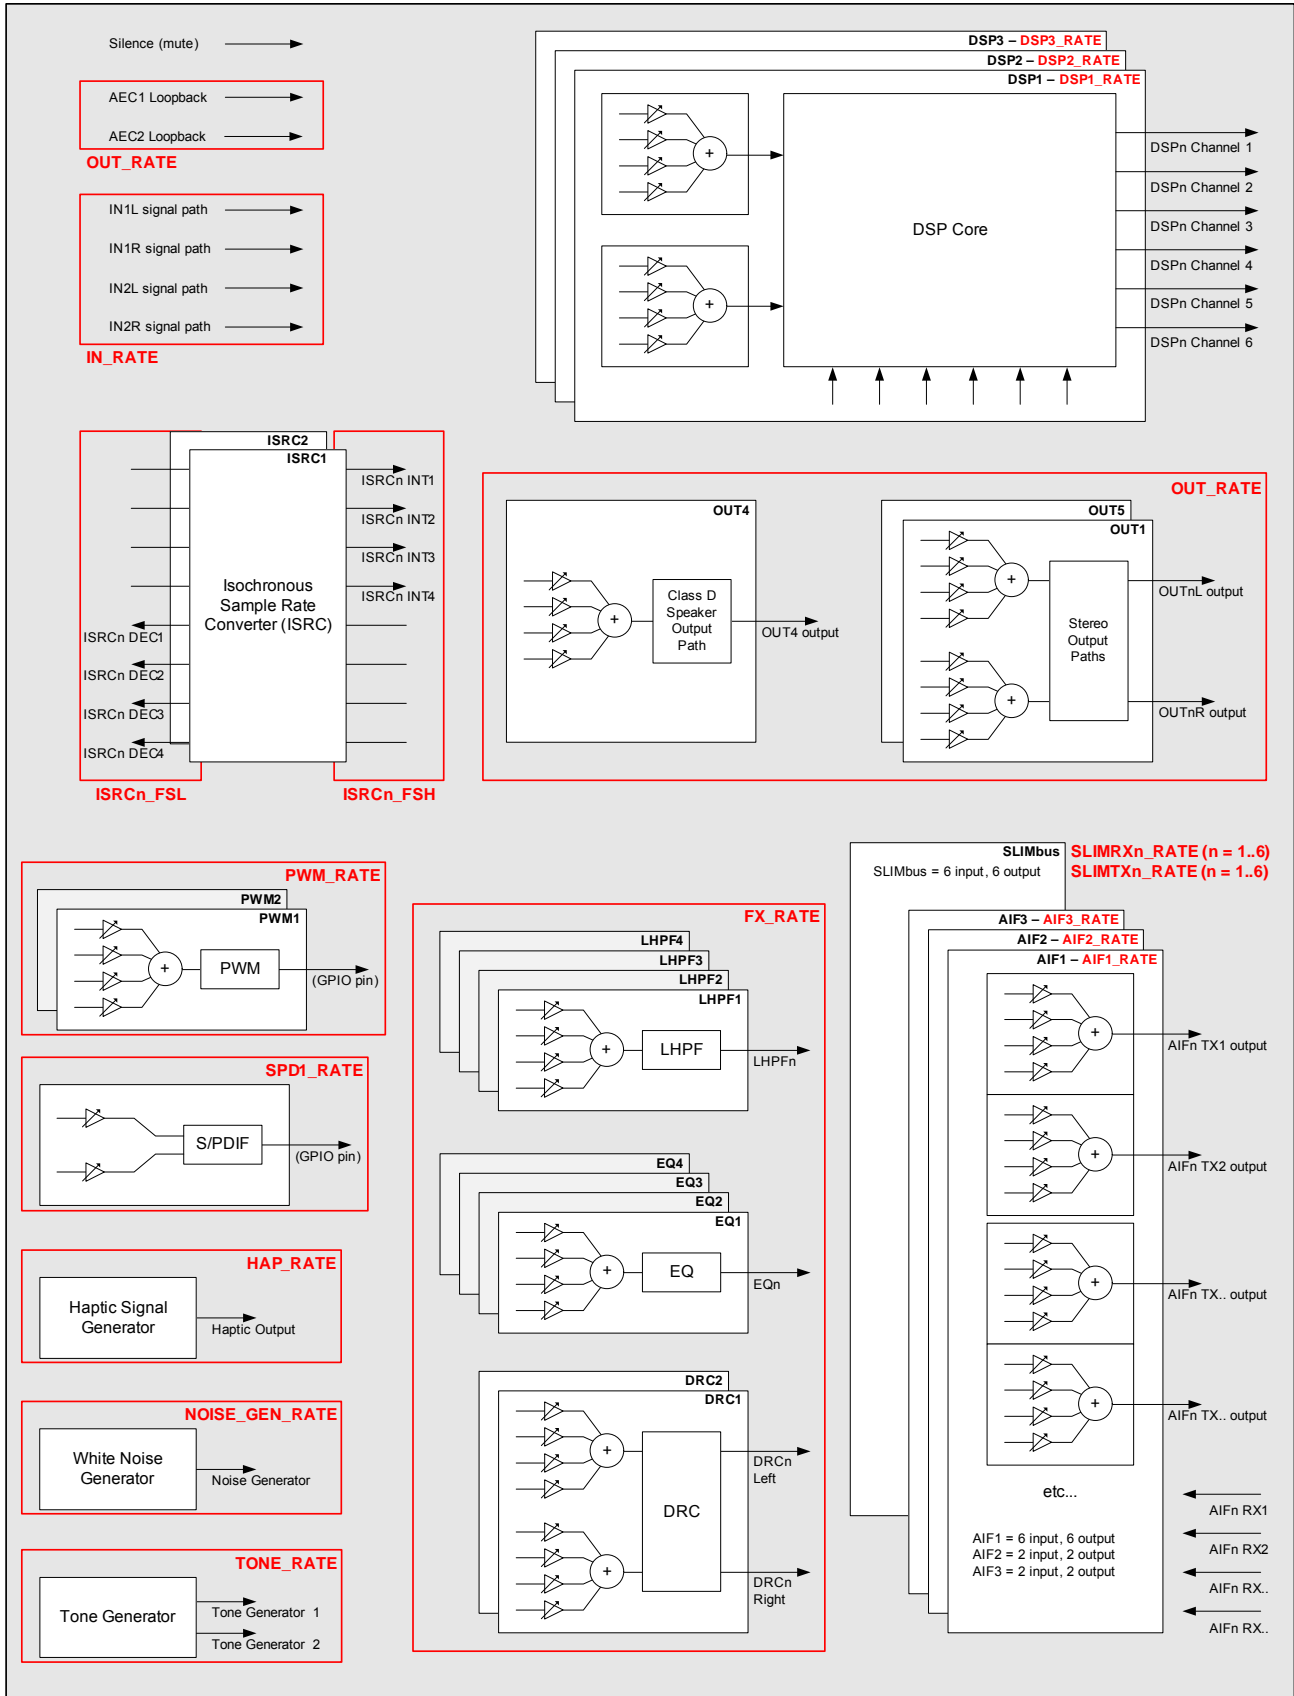 Silence (mute)
AEC1 Loopback
AEC2 Loopback
OUT_RATE
IN1L signal path
IN1R signal path
IN2L signal path
IN2R signal path
IN_RATE
DSP3 – DSP3_RATE
DSP2 – DSP2_RATE
DSP1 – DSP1_RATE
+
+
DSP Core
DSPn Channel 1
DSPn Channel 2
DSPn Channel 3
DSPn Channel 4
DSPn Channel 5
DSPn Channel 6
ISRC2
ISRC1
Isochronous
Sample Rate
Converter (ISRC)
ISRCn INT1
ISRCn INT2
ISRCn INT3
ISRCn INT4
ISRCn DEC1
ISRCn DEC2
ISRCn DEC3
ISRCn DEC4
ISRCn_FSL
ISRCn_FSH
OUT_RATE
OUT4
+
Class D
Speaker
Output
Path
OUT4 output
OUT5
OUT1
+
+
Stereo
Output
Paths
OUTnL output
OUTnR output
PWM_RATE
PWM2
PWM1
+
PWM
(GPIO pin)
SPD1_RATE
S/PDIF
(GPIO pin)
HAP_RATE
Haptic Signal
Generator
Haptic Output
NOISE_GEN_RATE
White Noise
Generator
Noise Generator
TONE_RATE
Tone Generator
Tone Generator 1
Tone Generator 2
FX_RATE
LHPF4
LHPF3
LHPF2
LHPF1
+
LHPF
LHPFn
EQ4
EQ3
EQ2
EQ1
+
EQ
EQn
DRC2
DRC1
+
+
DRC
DRCn
Left
DRCn
Right
SLIMbus
SLIMbus = 6 input, 6 output
SLIMRXn_RATE (n = 1..6)
SLIMTXn_RATE (n = 1..6)
AIF3 – AIF3_RATE
AIF2 – AIF2_RATE
AIF1 – AIF1_RATE
+
AIFn TX1 output
+
AIFn TX2 output
+
AIFn TX.. output
+
AIFn TX.. output
etc...
AIF1 = 6 input, 6 output
AIF2 = 2 input, 2 output
AIF3 = 2 input, 2 output
AIFn RX1
AIFn RX2
AIFn RX..
AIFn RX..